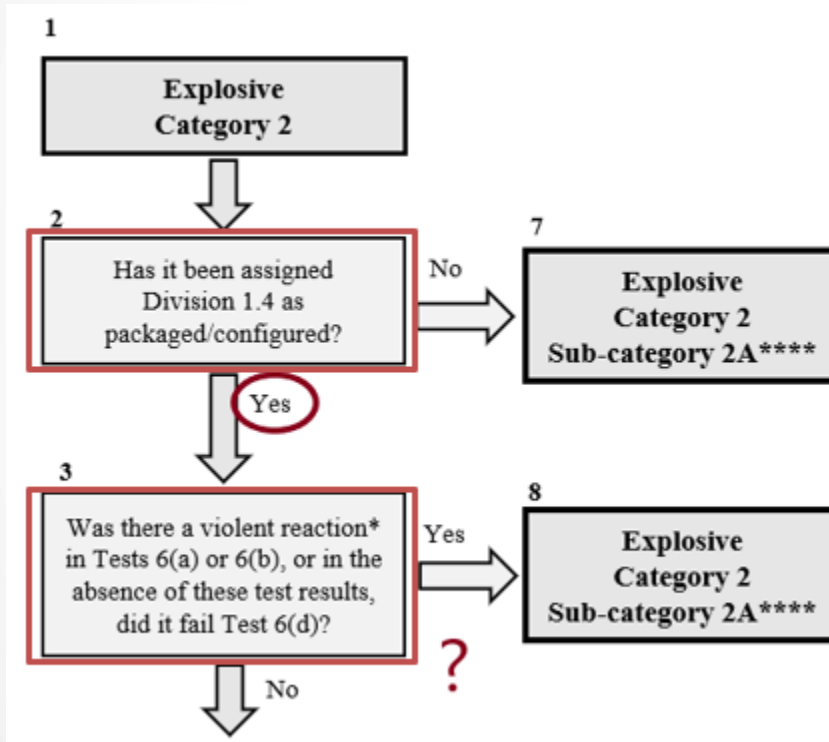 1
Explosive
Category 2
2
Has it been assigned
Division 1.4 as
packaged/configured?
No
7
Explosive
Category 2
Sub-category 2A****
Yes
3
Was there a violent reaction*
in Tests 6(a) or 6(b), or in the
absence of these test results,
did it fail Test 6(d)?
Yes
8
Explosive
Category 2
Sub-category 2A****
?
No